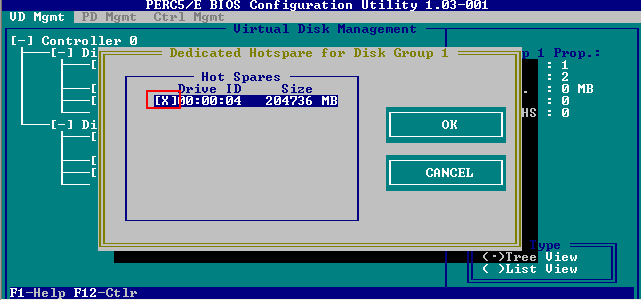 PERC5/E BIOS Configuration Utility 1.03-001
VD Mgmt PD Mgmt Ctrl Mgmt
Virtual Disk Management
[-] Controller 0
[-] Di
[-] Di
Dedicated Hotspare for Disk Group 1
Hot Spares
Drive ID Size
[X]00:00:04 204736 MB
OK
CANCEL
p 1 Prop.:
: 1
: 2
. : 0 MB
: 0
HS : 0
Type
(·)Tree View
( )List View
F1-Help F12-Ctlr